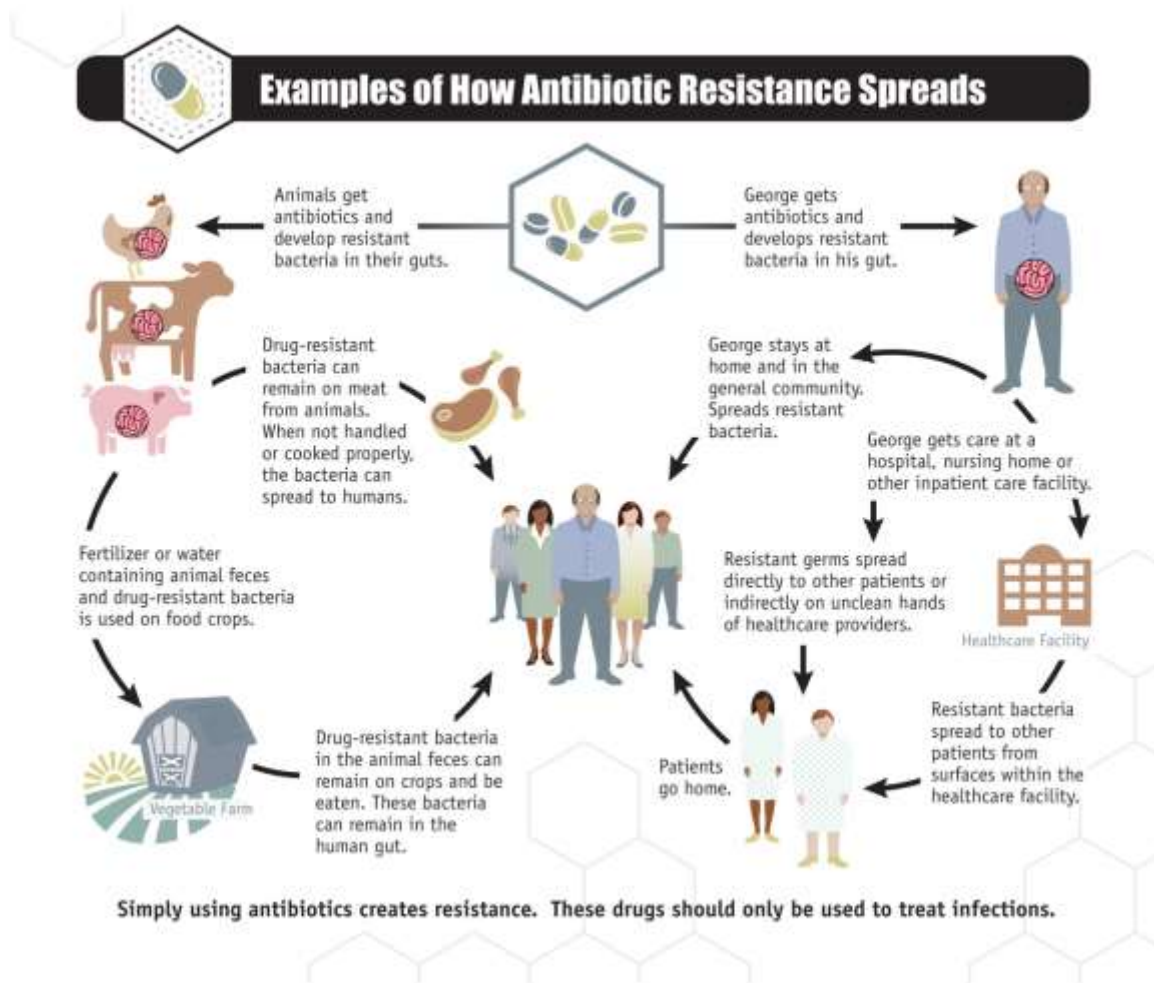 Examples of How Antibiotic Resistance Spreads
Animals get
antibiotics and
develop resistant
bacteria in their guts.
George gets
antibiotics and
develops resistant
bacteria in his gut.
Drug-resistant
bacteria can
remain on meat
from animals.
When not handled
or cooked properly,
the bacteria can
spread to humans.
George stays at
home and in the
general community.
Spreads resistant
bacteria.
George gets care at a
hospital, nursing home or
other inpatient care facility.
Fertilizer or water
containing animal feces
and drug-resistant bacteria
is used on food crops.
Resistant germs spread
directly to other patients or
indirectly on unclean hands
of healthcare providers.
Healthcare Facility
Vegetable Farm
Drug-resistant bacteria
in the animal feces can
remain on crops and be
eaten. These bacteria
can remain in the
human gut.
Patients
go home.
Resistant bacteria
spread to other
patients from
surfaces within the
healthcare facility.
Simply using antibiotics creates resistance. These drugs should only be used to treat infections.